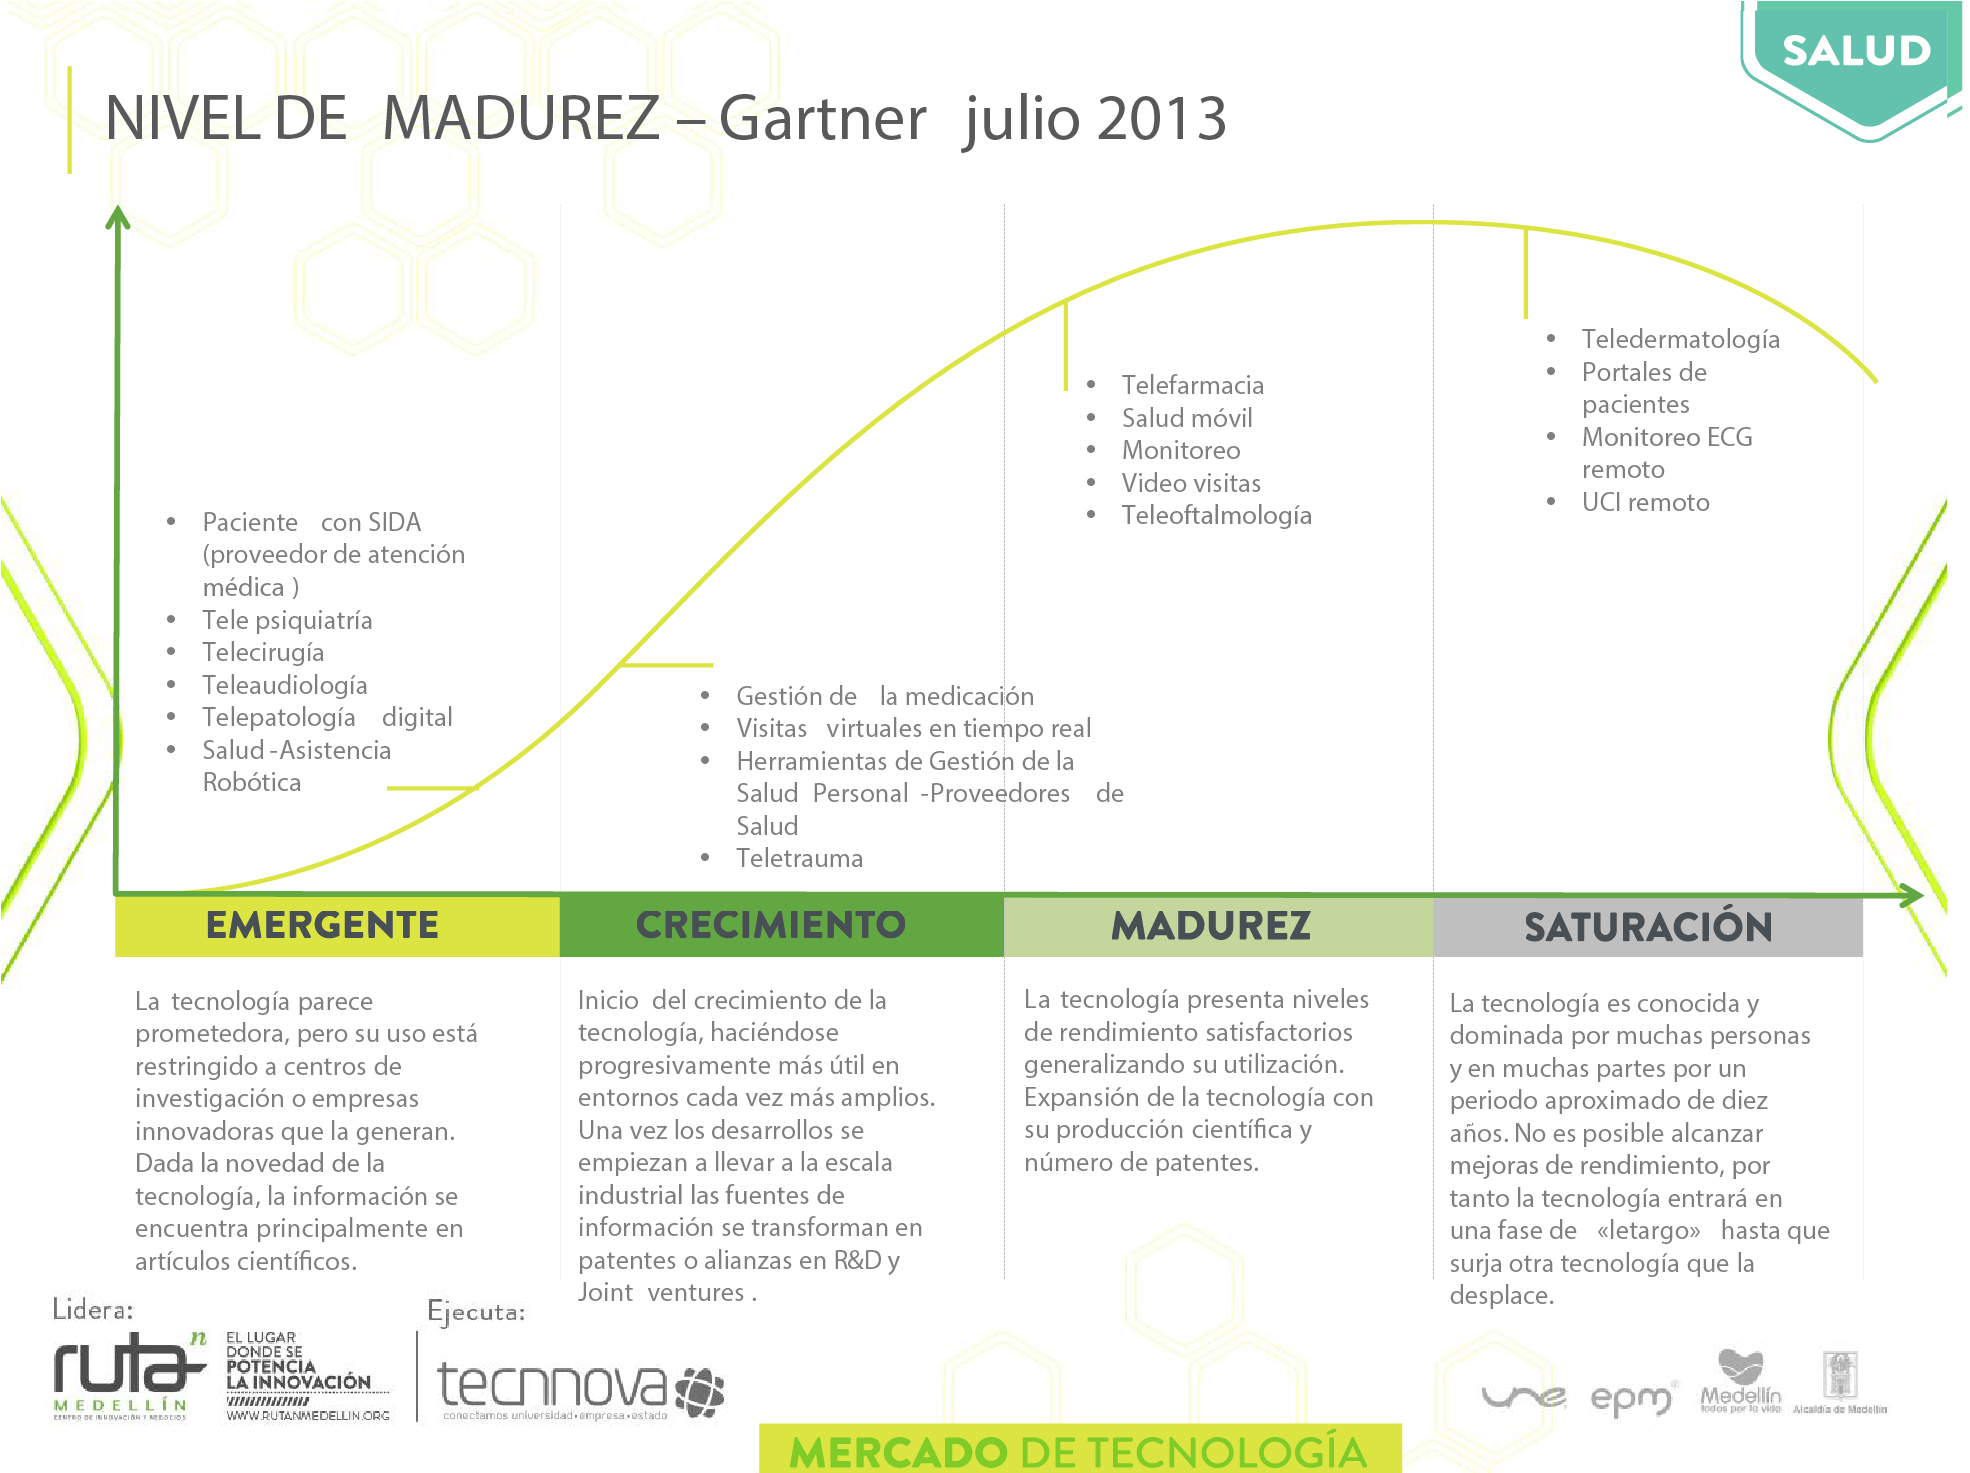 SALUD
NIVEL DE MADUREZ – Gartner julio 2013
• Paciente con SIDA
(proveedor de atención
médica )
• Tele psiquiatría
• Telecirugía
• Teleaudiología
• Telepatología digital
• Salud -Asistencia
Robótica
• Gestión de la medicación
• Visitas virtuales en tiempo real
• Herramientas de Gestión de la
Salud Personal -Proveedores de
Salud
• Teletrauma
• Telefarmacia
• Salud móvil
• Monitoreo
• Video visitas
• Teleoftalmología
• Teledermatología
• Portales de
pacientes
• Monitoreo ECG
remoto
• UCI remoto
EMERGENTE
La tecnología parece
prometedora, pero su uso está
restringido a centros de
investigación o empresas
innovadoras que la generan.
Dada la novedad de la
tecnología, la información se
encuentra principalmente en
artículos científicos.
CRECIMIENTO
Inicio del crecimiento de la
tecnología, haciéndose
progresivamente más útil en
entornos cada vez más amplios.
Una vez los desarrollos se
empiezan a llevar a la escala
industrial las fuentes de
información se transforman en
patentes o alianzas en R&D y
Joint ventures .
MADUREZ
La tecnología presenta niveles
de rendimiento satisfactorios
generalizando su utilización.
Expansión de la tecnología con
su producción científica y
número de patentes.
SATURACIÓN
La tecnología es conocida y
dominada por muchas personas
y en muchas partes por un
periodo aproximado de diez
años. No es posible alcanzar
mejoras de rendimiento, por
tanto la tecnología entrará en
una fase de «letargo» hasta que
surja otra tecnología que la
desplace.
Lidera:
ruta n
MEDELLÍN
CENTRO DE INNOVACIÓN Y NEGOCIOS
EL LUGAR
DONDE SE
POTENCIA
LA INNOVACIÓN
WWW.RUTANMEDELLIN.ORG
Ejecuta:
tecnnova
conectamos universidad•empresa•estado
une
epm®
Medellín
todos por la vida
Alcaldía de Medellín
MERCADO DE TECNOLOGÍA